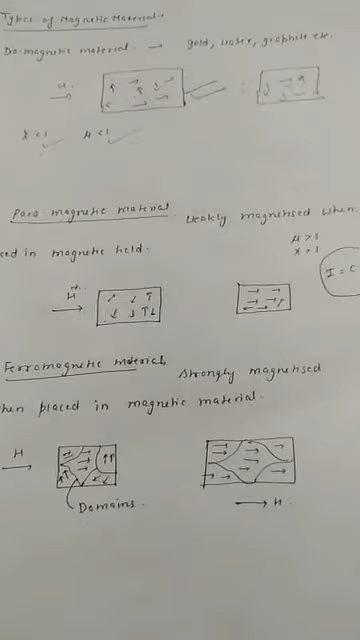 Types of Magnetic Material.
Dia magnetic material → gold, water, graphite etc.
x < 1 μ < 1
Para magnetic material. Weakly magnetised when
ced in magnetic field.
μ > 1
x > 1
H
I = C
Ferromagnetic material Strongly magnetised
hen placed in magnetic material.
H
Domains.
H